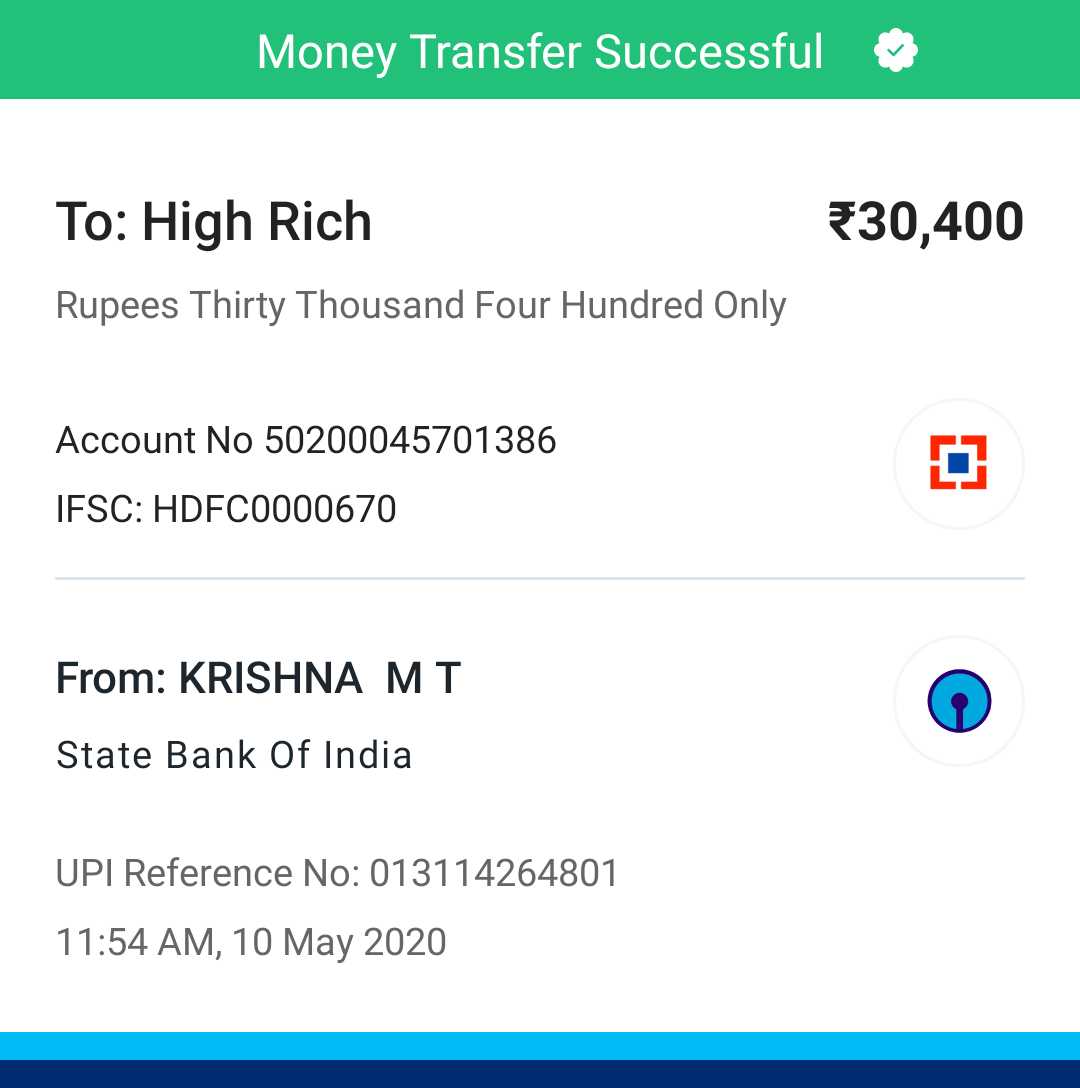 Money Transfer Successful
To: High Rich ₹30,400
Rupees Thirty Thousand Four Hundred Only
Account No 50200045701386
IFSC: HDFC0000670
From: KRISHNA  M T
State Bank Of India
UPI Reference No: 013114264801
11:54 AM, 10 May 2020